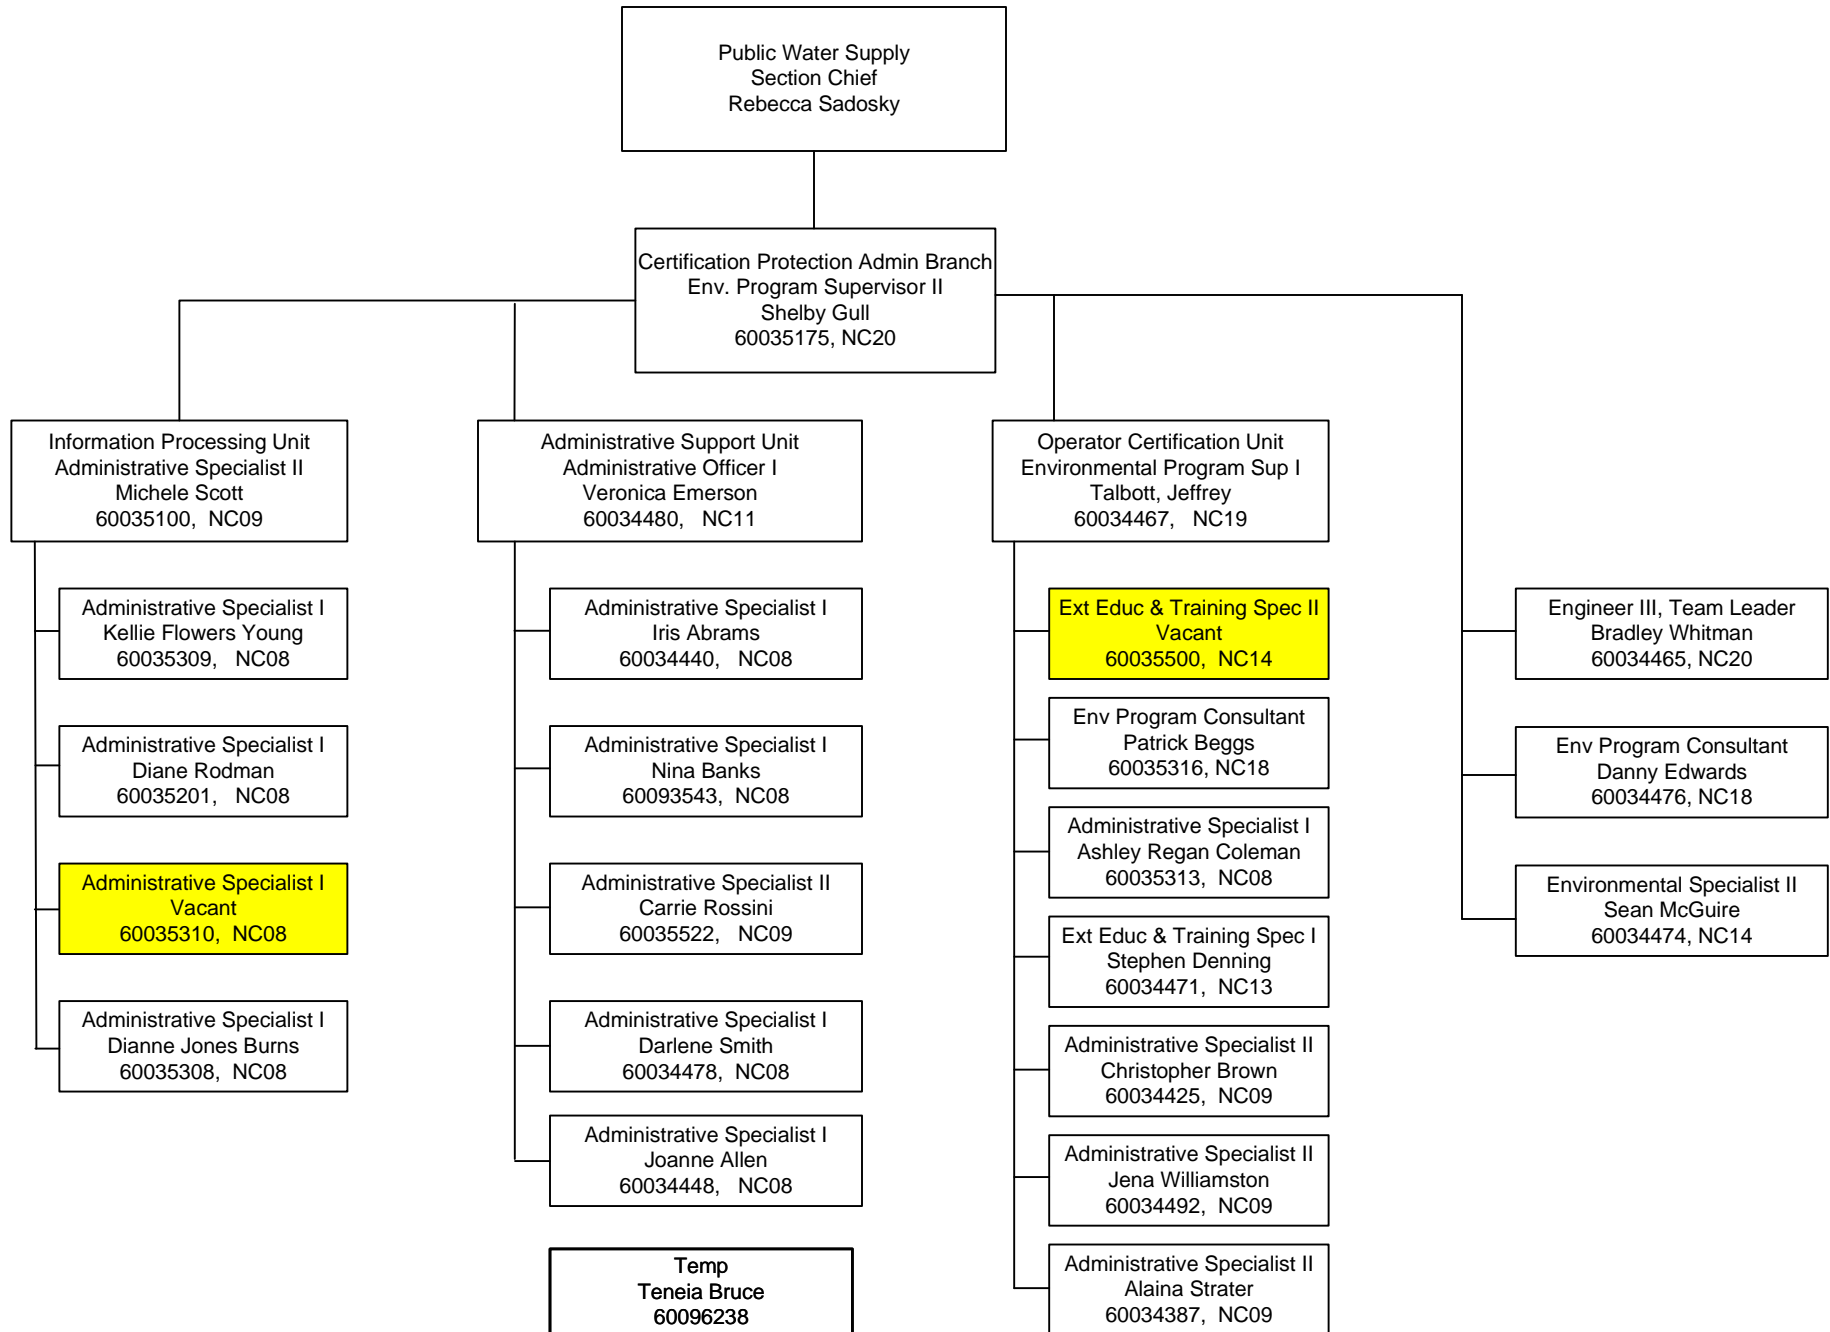 Public Water Supply
Section Chief
Rebecca Sadosky
Certification Protection Admin Branch
Env. Program Supervisor II
Shelby Gull
60035175, NC20
Information Processing Unit
Administrative Specialist II
Michele Scott
60035100, NC09
Administrative Specialist I
Kellie Flowers Young
60035309, NC08
Administrative Specialist I
Diane Rodman
60035201, NC08
Administrative Specialist I
Vacant
60035310, NC08
Administrative Specialist I
Dianne Jones Burns
60035308, NC08
Administrative Support Unit
Administrative Officer I
Veronica Emerson
60034480, NC11
Administrative Specialist I
Iris Abrams
60034440, NC08
Administrative Specialist I
Nina Banks
60093543, NC08
Administrative Specialist II
Carrie Rossini
60035522, NC09
Administrative Specialist I
Darlene Smith
60034478, NC08
Administrative Specialist I
Joanne Allen
60034448, NC08
Temp
Teneia Bruce
60096238
Operator Certification Unit
Environmental Program Sup I
Talbott, Jeffrey
60034467, NC19
Ext Educ & Training Spec II
Vacant
60035500, NC14
Env Program Consultant
Patrick Beggs
60035316, NC18
Administrative Specialist I
Ashley Regan Coleman
60035313, NC08
Ext Educ & Training Spec I
Stephen Denning
60034471, NC13
Administrative Specialist II
Christopher Brown
60034425, NC09
Administrative Specialist II
Jena Williamston
60034492, NC09
Administrative Specialist II
Alaina Strater
60034387, NC09
Engineer III, Team Leader
Bradley Whitman
60034465, NC20
Env Program Consultant
Danny Edwards
60034476, NC18
Environmental Specialist II
Sean McGuire
60034474, NC14